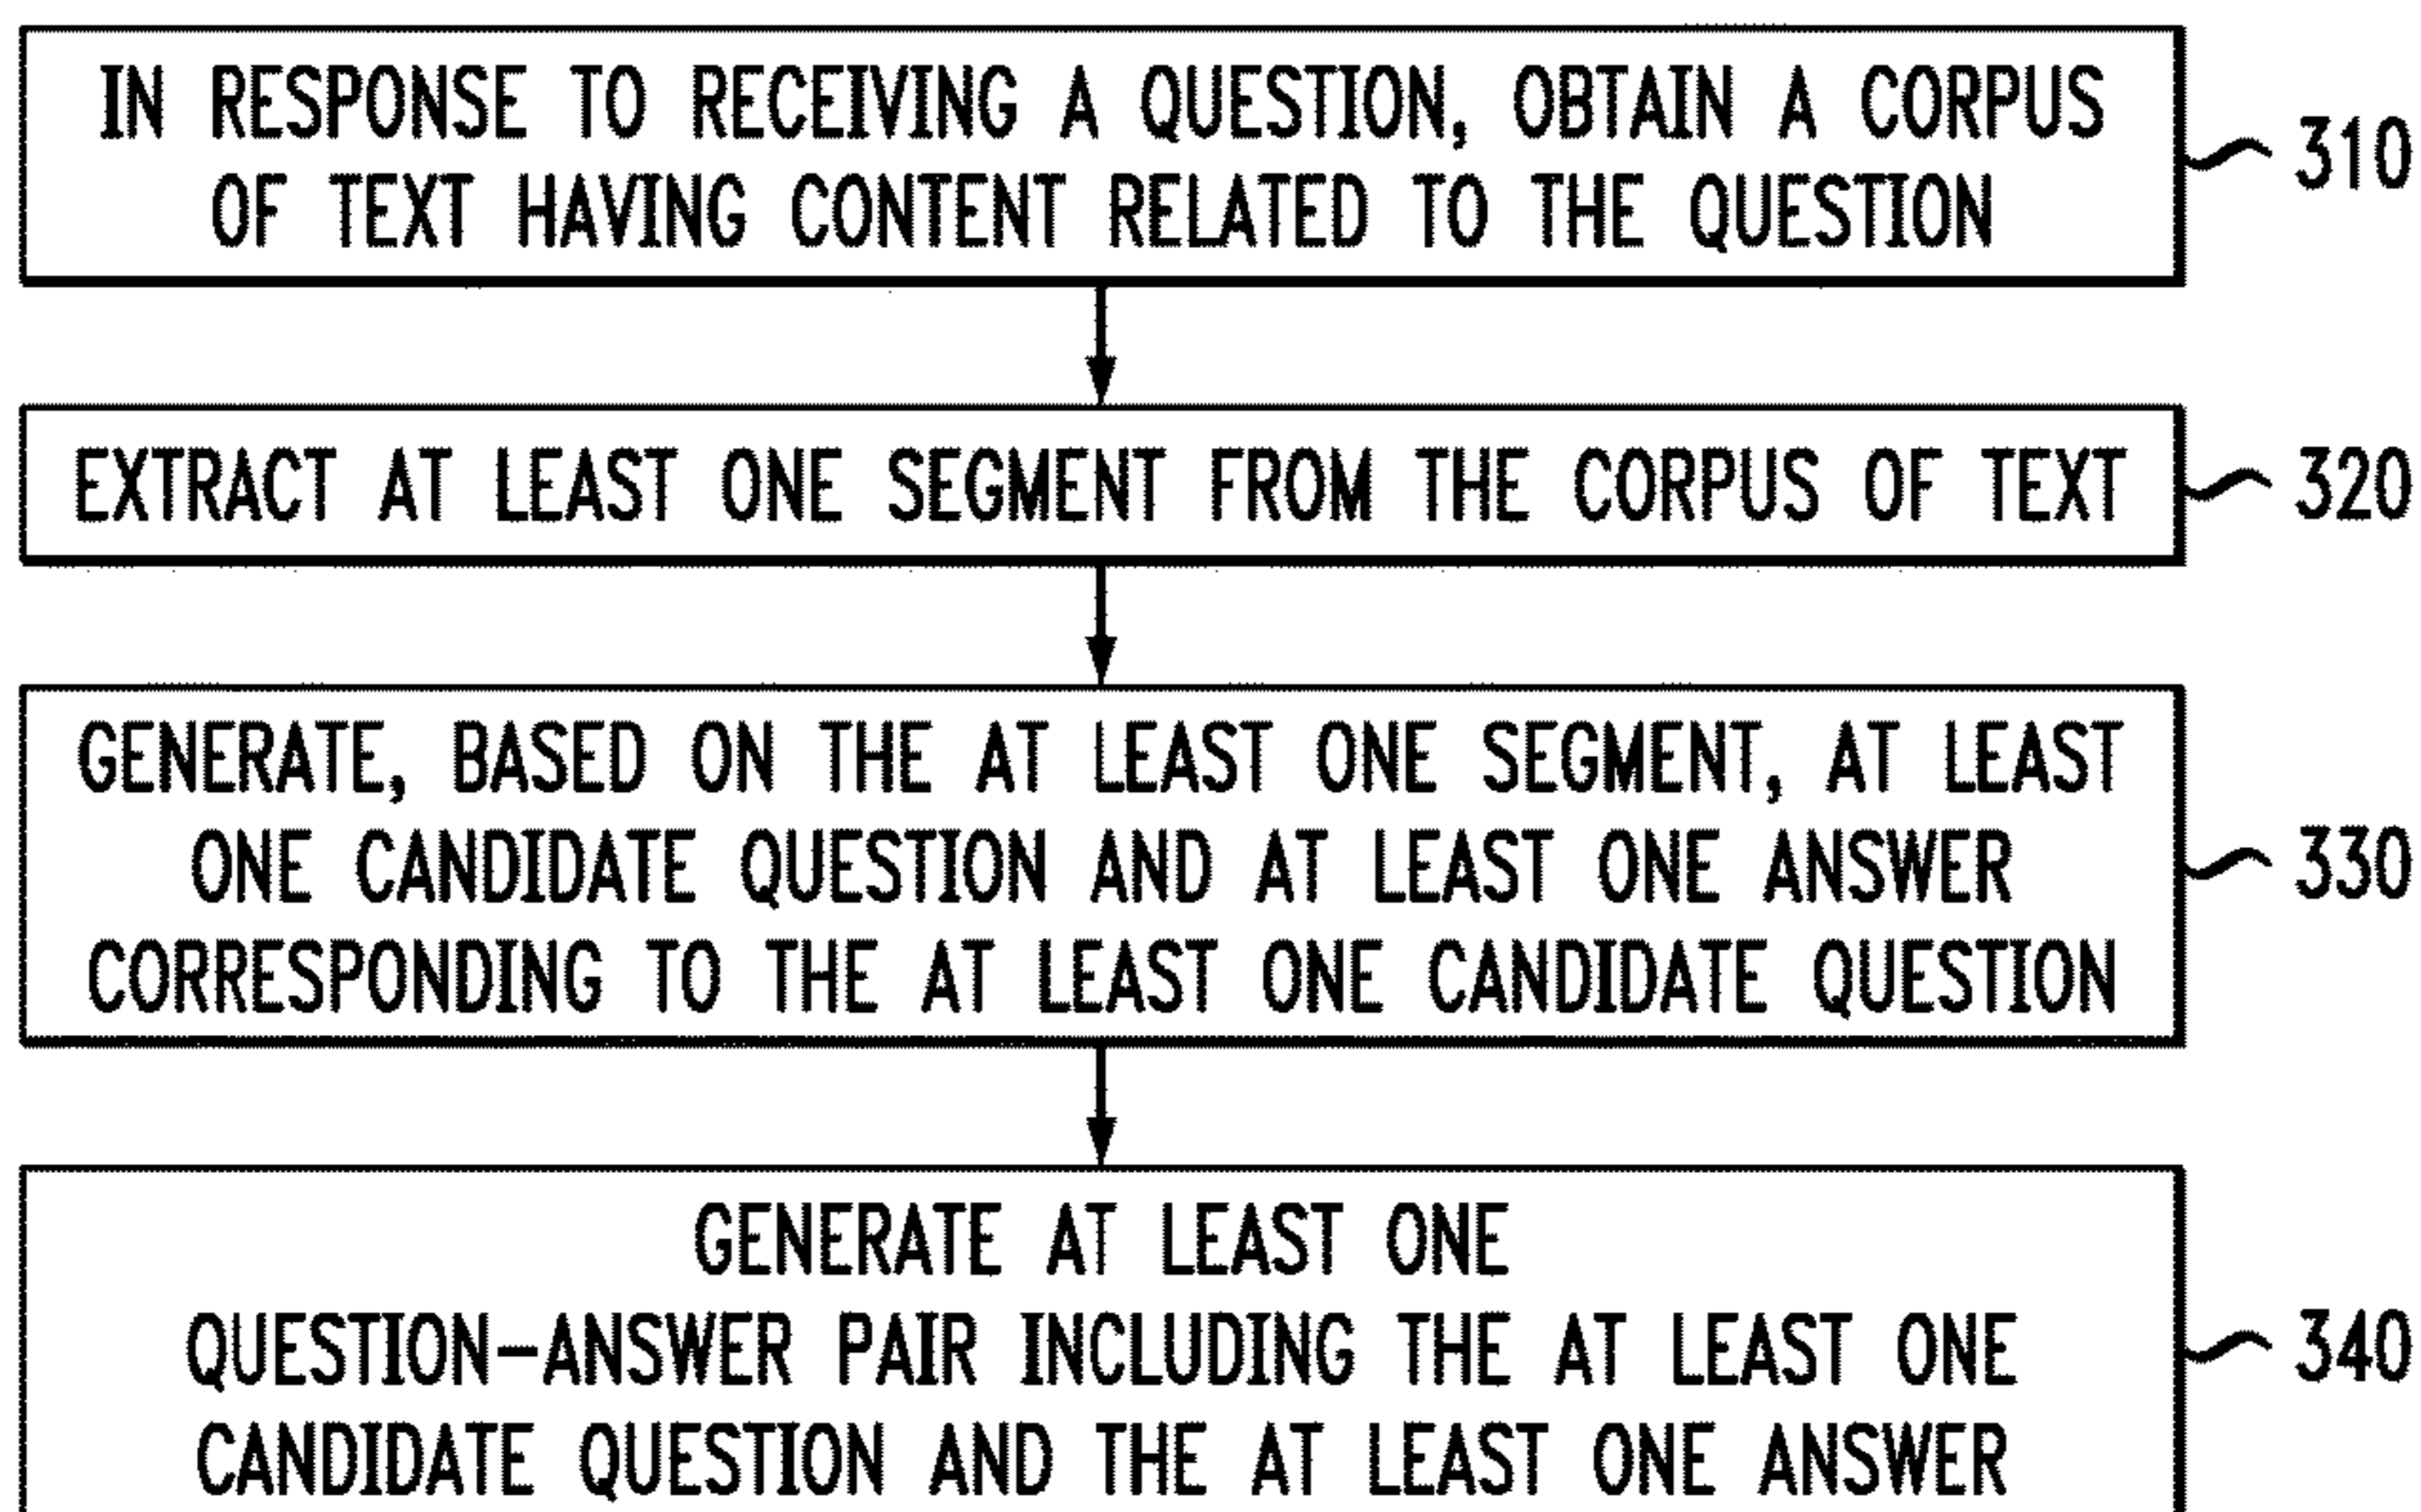 IN RESPONSE TO RECEIVING A QUESTION, OBTAIN A CORPUS
OF TEXT HAVING CONTENT RELATED TO THE QUESTION
310
EXTRACT AT LEAST ONE SEGMENT FROM THE CORPUS OF TEXT
320
GENERATE, BASED ON THE AT LEAST ONE SEGMENT, AT LEAST
ONE CANDIDATE QUESTION AND AT LEAST ONE ANSWER
CORRESPONDING TO THE AT LEAST ONE CANDIDATE QUESTION
330
GENERATE AT LEAST ONE
QUESTION-ANSWER PAIR INCLUDING THE AT LEAST ONE
CANDIDATE QUESTION AND THE AT LEAST ONE ANSWER
340